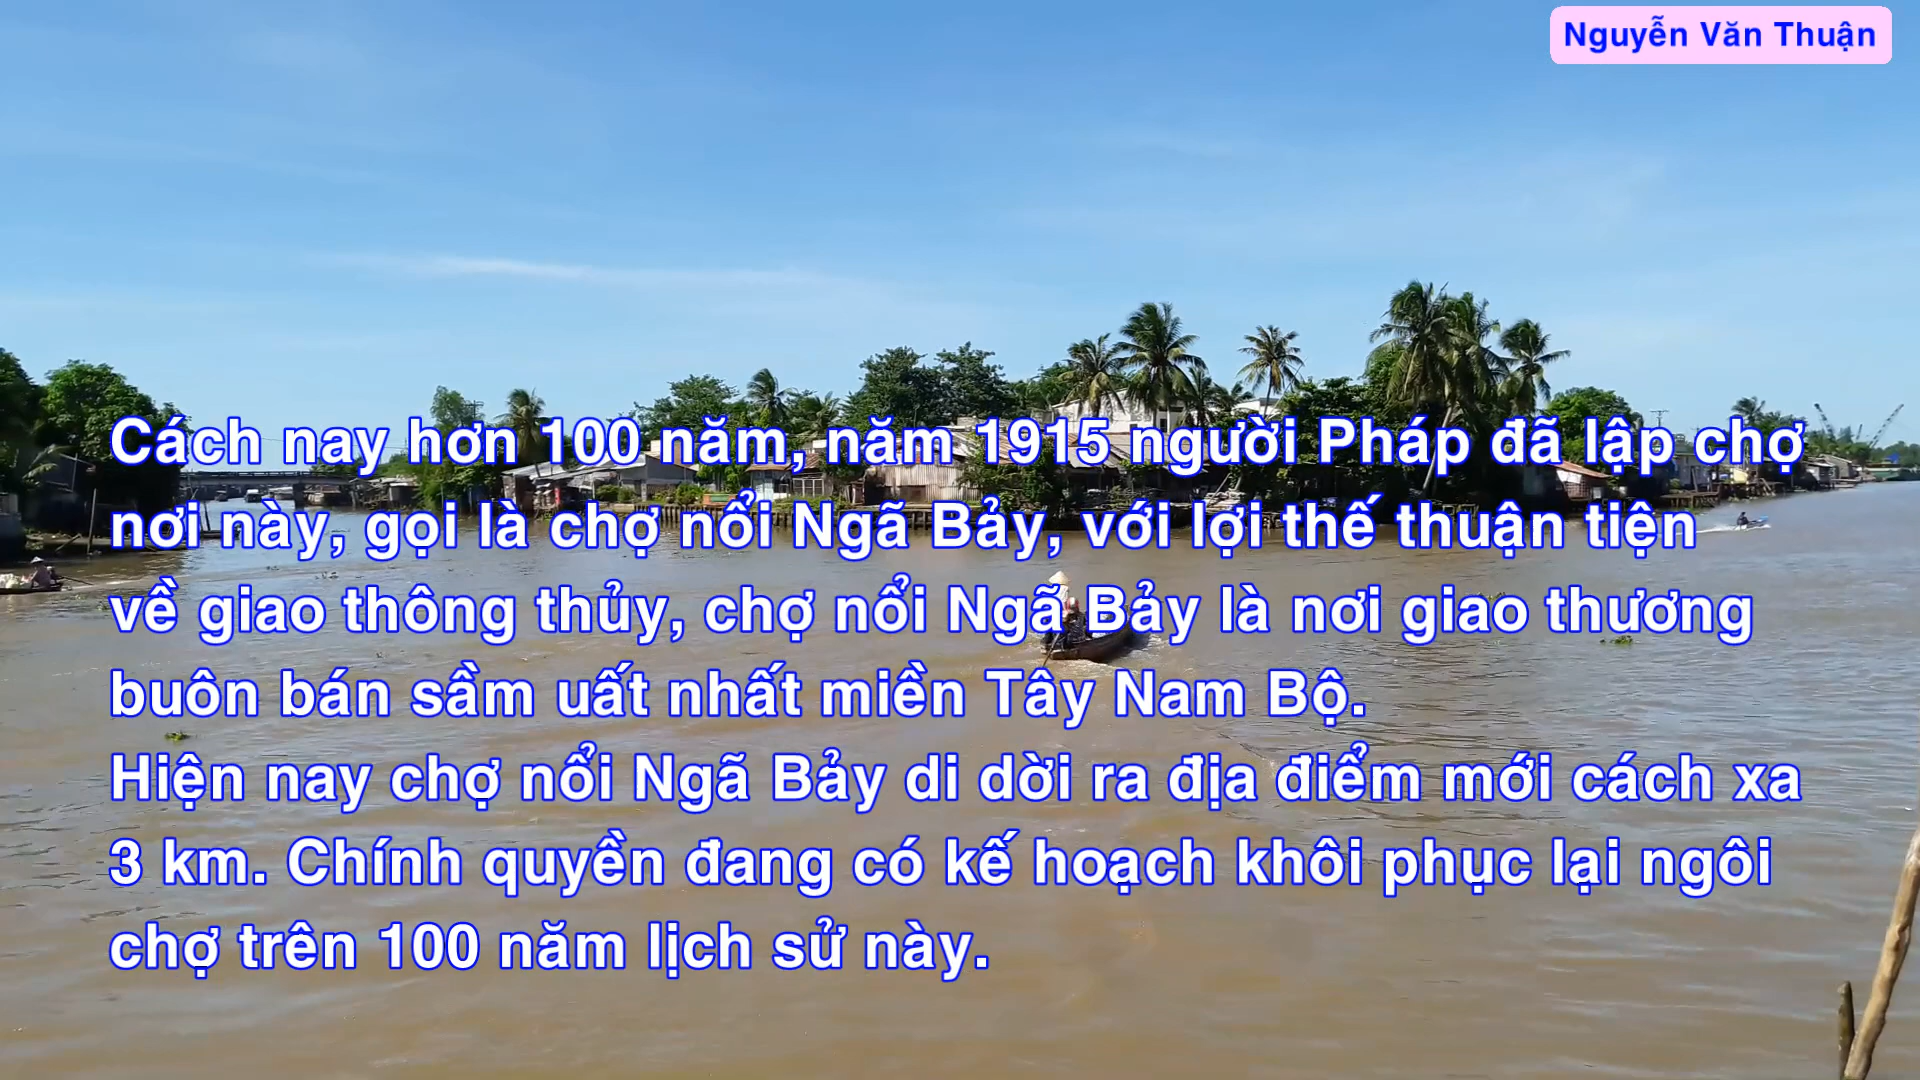 Nguyễn Văn Thuận
Cách nay hơn 100 năm, năm 1915 người Pháp đã lập chợ
nơi này, gọi là chợ nổi Ngã Bảy, với lợi thế thuận tiện
về giao thông thủy, chợ nổi Ngã Bảy là nơi giao thương
buôn bán sầm uất nhất miền Tây Nam Bộ.
Hiện nay chợ nổi Ngã Bảy di dời ra địa điểm mới cách xa
3 km. Chính quyền đang có kế hoạch khôi phục lại ngôi
chợ trên 100 năm lịch sử này.